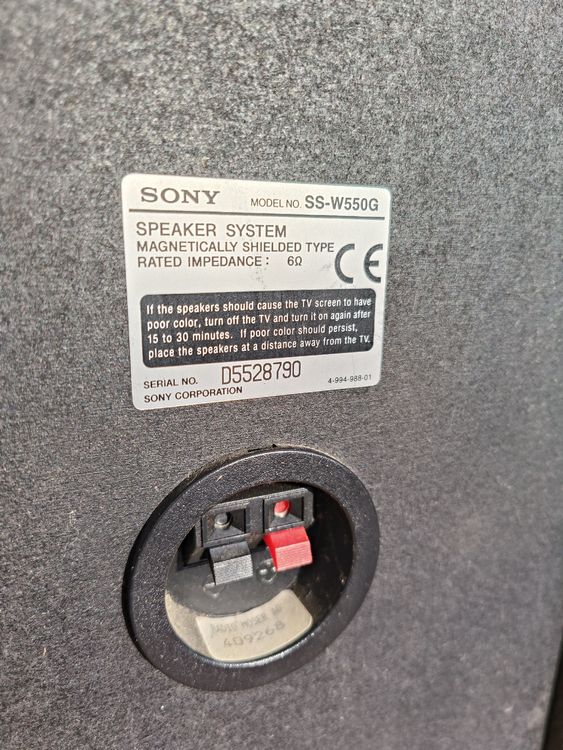 SONY MODEL NO. SS-W550G
SPEAKER SYSTEM
MAGNETICALLY SHIELDED TYPE
RATED IMPEDANCE: 6Ω
CE
If the speakers should cause the TV screen to have
poor color, turn off the TV and turn it on again after
15 to 30 minutes. If poor color should persist,
place the speakers at a distance away from the TV.
SERIAL NO. D5528790
4-994-988-01
SONY CORPORATION
409268